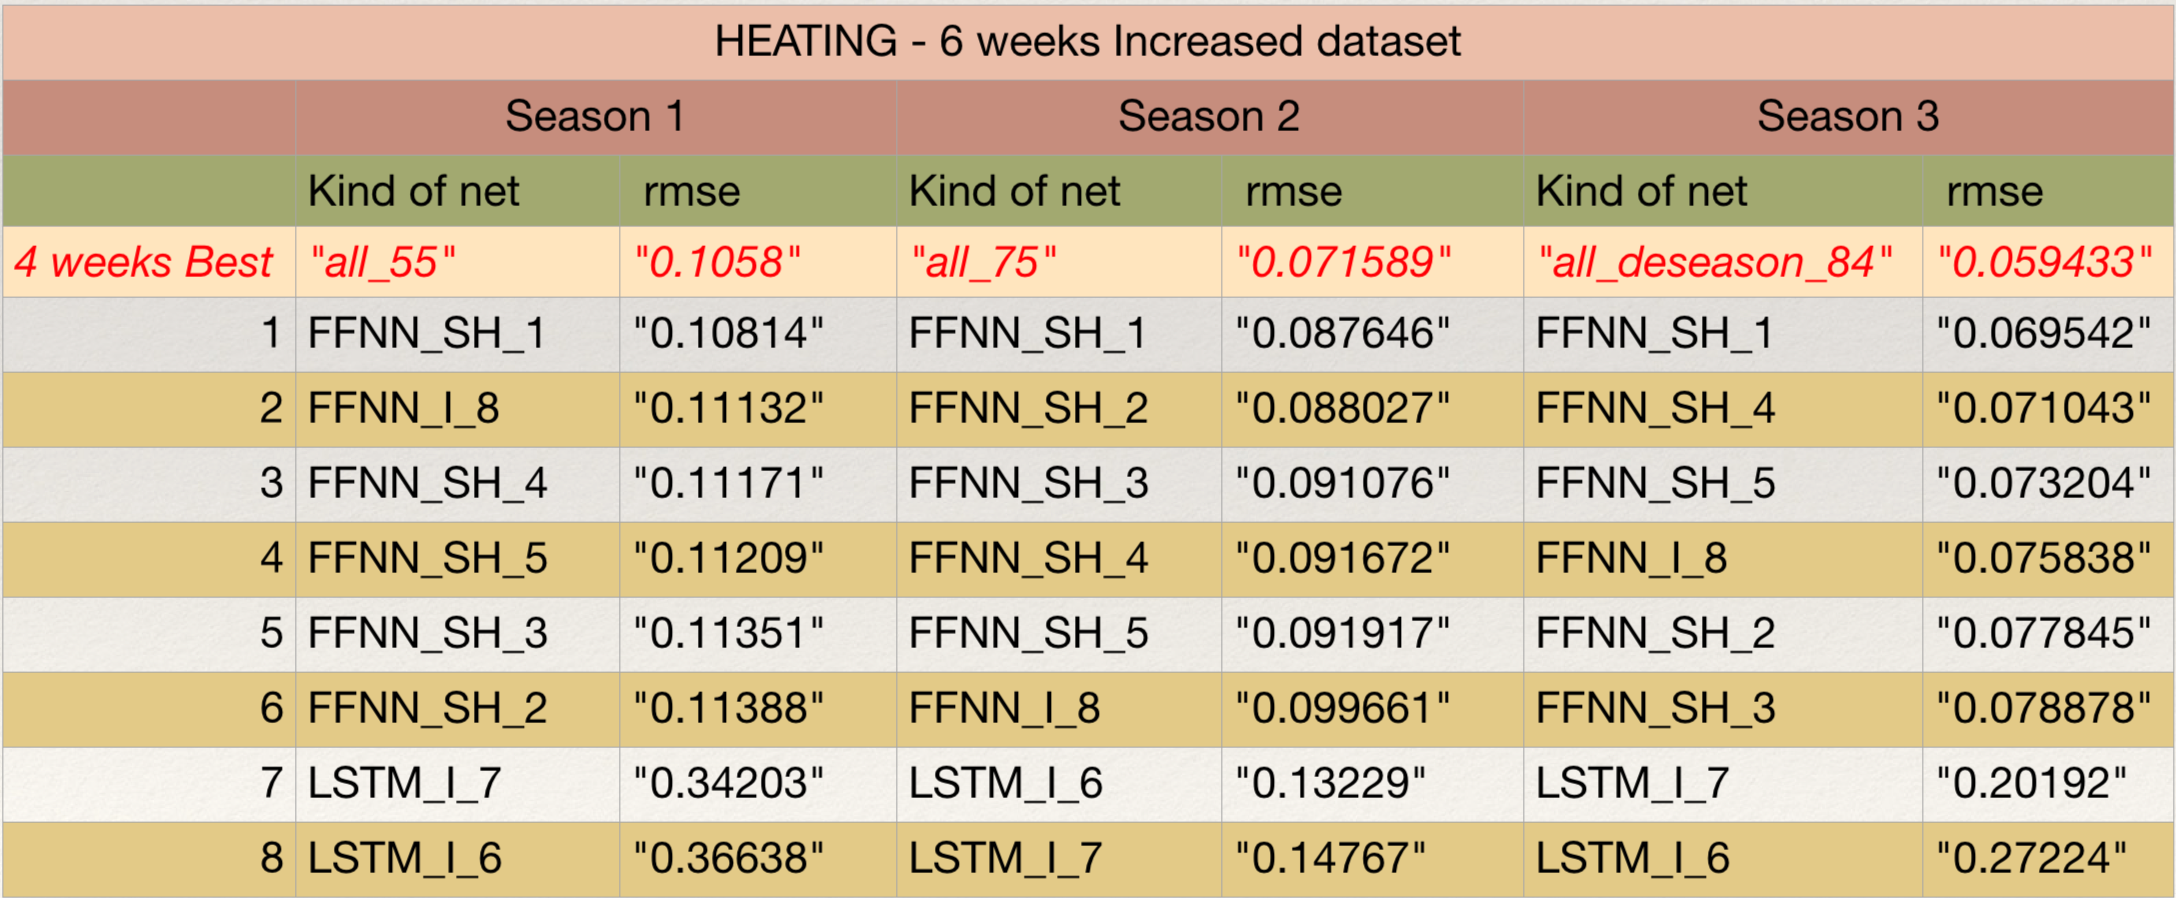 HEATING - 6 weeks Increased dataset
Season 1 Season 2 Season 3
Kind of net rmse Kind of net rmse Kind of net rmse
4 weeks Best "all_55" "0.1058" "all_75" "0.071589" "all_deseason_84" "0.059433"
1 FFNN_SH_1 "0.10814" FFNN_SH_1 "0.087646" FFNN_SH_1 "0.069542"
2 FFNN_I_8 "0.11132" FFNN_SH_2 "0.088027" FFNN_SH_4 "0.071043"
3 FFNN_SH_4 "0.11171" FFNN_SH_3 "0.091076" FFNN_SH_5 "0.073204"
4 FFNN_SH_5 "0.11209" FFNN_SH_4 "0.091672" FFNN_I_8 "0.075838"
5 FFNN_SH_3 "0.11351" FFNN_SH_5 "0.091917" FFNN_SH_2 "0.077845"
6 FFNN_SH_2 "0.11388" FFNN_I_8 "0.099661" FFNN_SH_3 "0.078878"
7 LSTM_I_7 "0.34203" LSTM_I_6 "0.13229" LSTM_I_7 "0.20192"
8 LSTM_I_6 "0.36638" LSTM_I_7 "0.14767" LSTM_I_6 "0.27224"